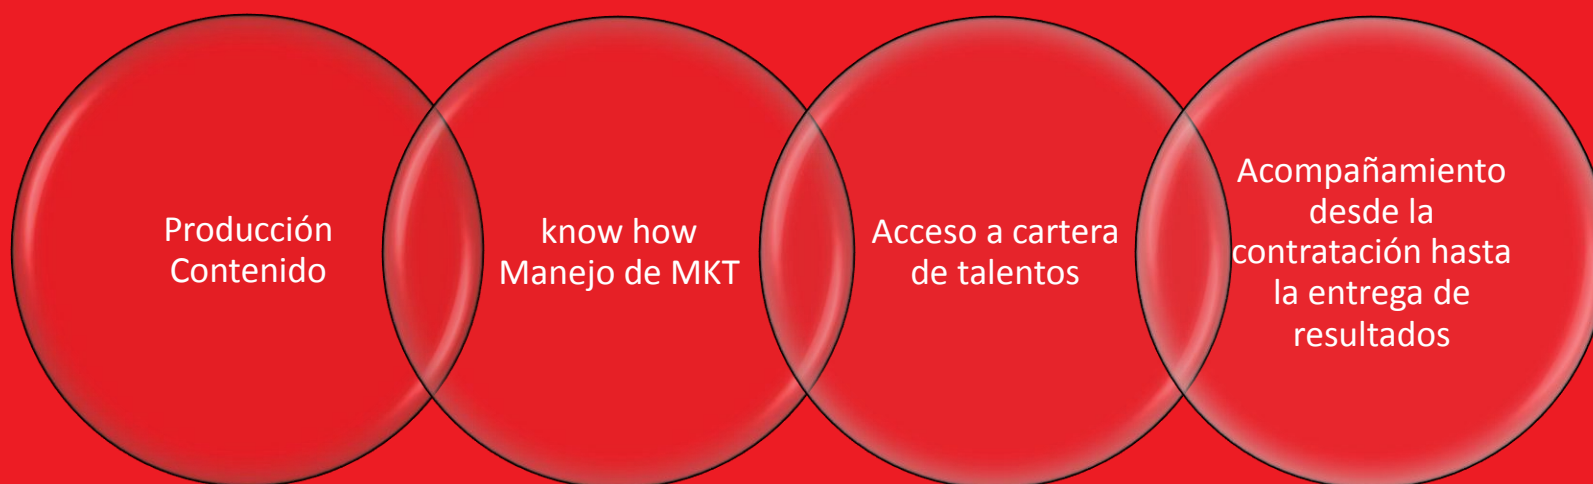 Producción
Contenido
know how
Manejo de MKT
Acceso a cartera
de talentos
Acompañamiento
desde la
contratación hasta
la entrega de
resultados